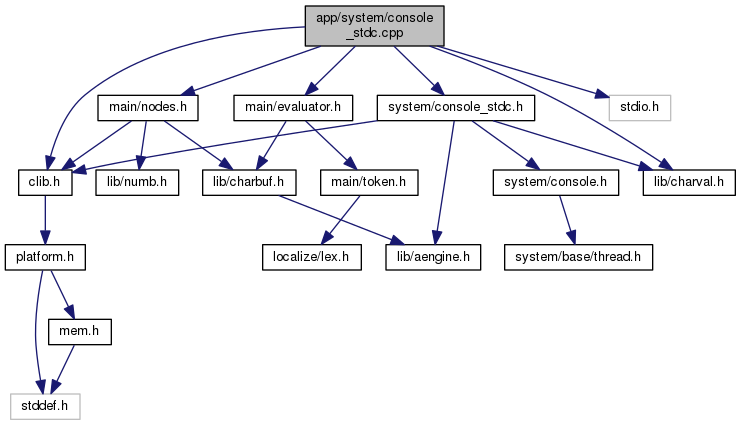 app/system/console
_stdc.cpp
main/nodes.h
main/evaluator.h
system/console_stdc.h
stdio.h
clib.h
lib/numb.h
lib/charbuf.h
main/token.h
system/console.h
lib/charval.h
platform.h
localize/lex.h
lib/aengine.h
system/base/thread.h
mem.h
stddef.h